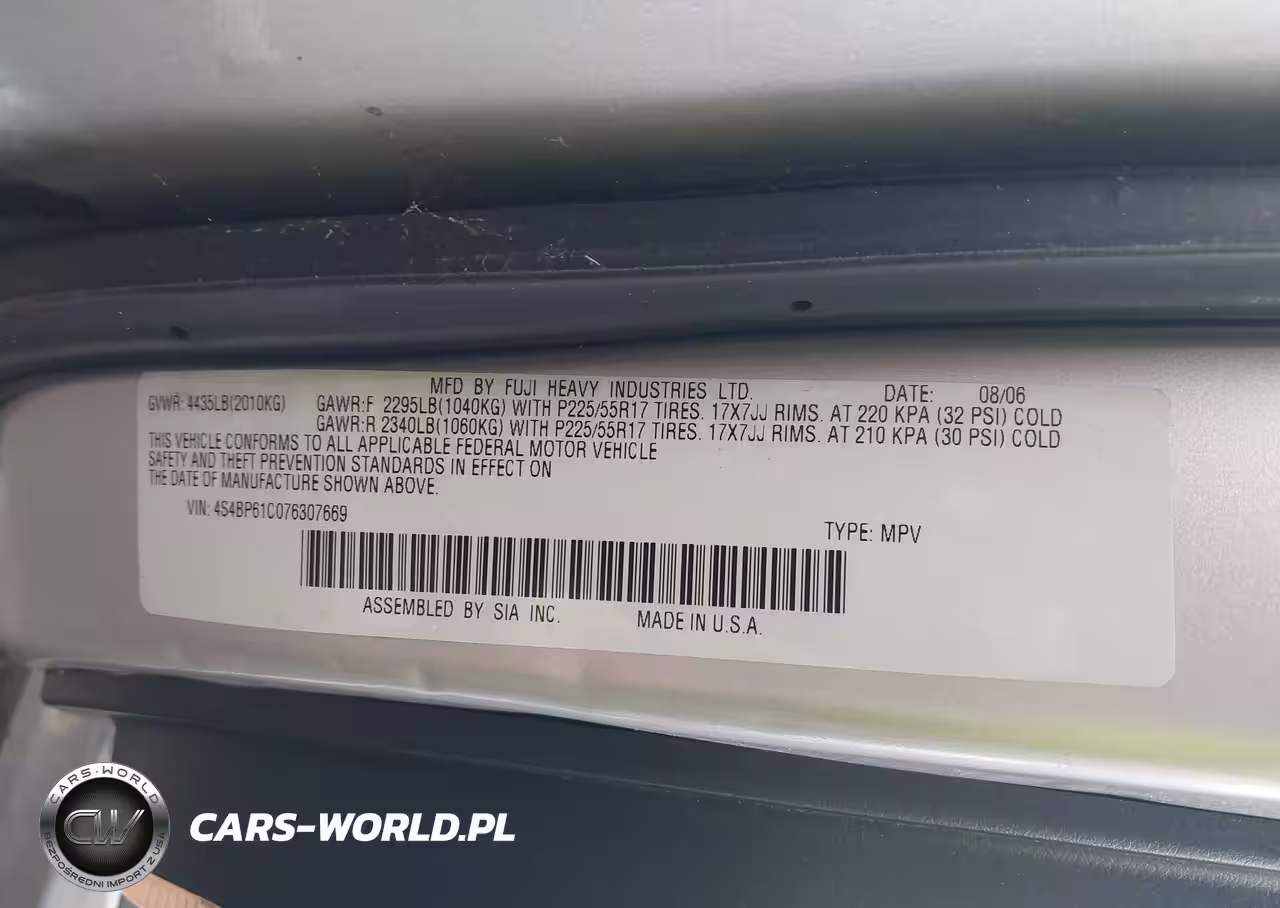 MFD BY FUJI HEAVY INDUSTRIES LTD. DATE: 08/06
GVWR: 4435LB(2010KG) GAWR:F 2295LB(1040KG) WITH P225/55R17 TIRES. 17X7JJ RIMS. AT 220 KPA (32 PSI) COLD
GAWR:R 2340LB(1060KG) WITH P225/55R17 TIRES. 17X7JJ RIMS. AT 210 KPA (30 PSI) COLD
THIS VEHICLE CONFORMS TO ALL APPLICABLE FEDERAL MOTOR VEHICLE
SAFETY AND THEFT PREVENTION STANDARDS IN EFFECT ON
THE DATE OF MANUFACTURE SHOWN ABOVE.
VIN: 4S4BP61C076307669
TYPE: MPV
ASSEMBLED BY SIA INC. MADE IN U.S.A.
CARS-WORLD
CW
BEZPOŚREDNI IMPORT Z USA
CARS-WORLD.PL